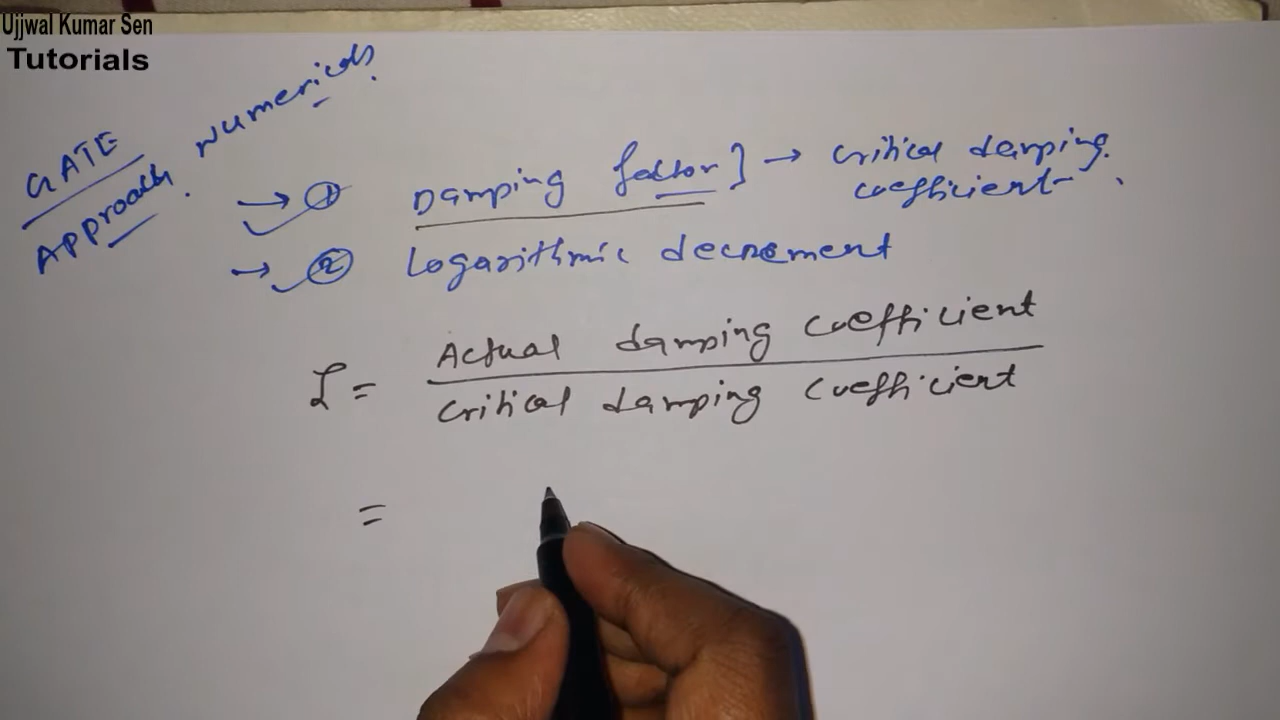 Ujjwal Kumar Sen
Tutorials
GATE
APProach Numericals.
→ ① Damping factor] → critical damping.
coefficient.
→ ② Logarithmic decrement
ξ = Actual damping coefficient
critical damping coefficient
=